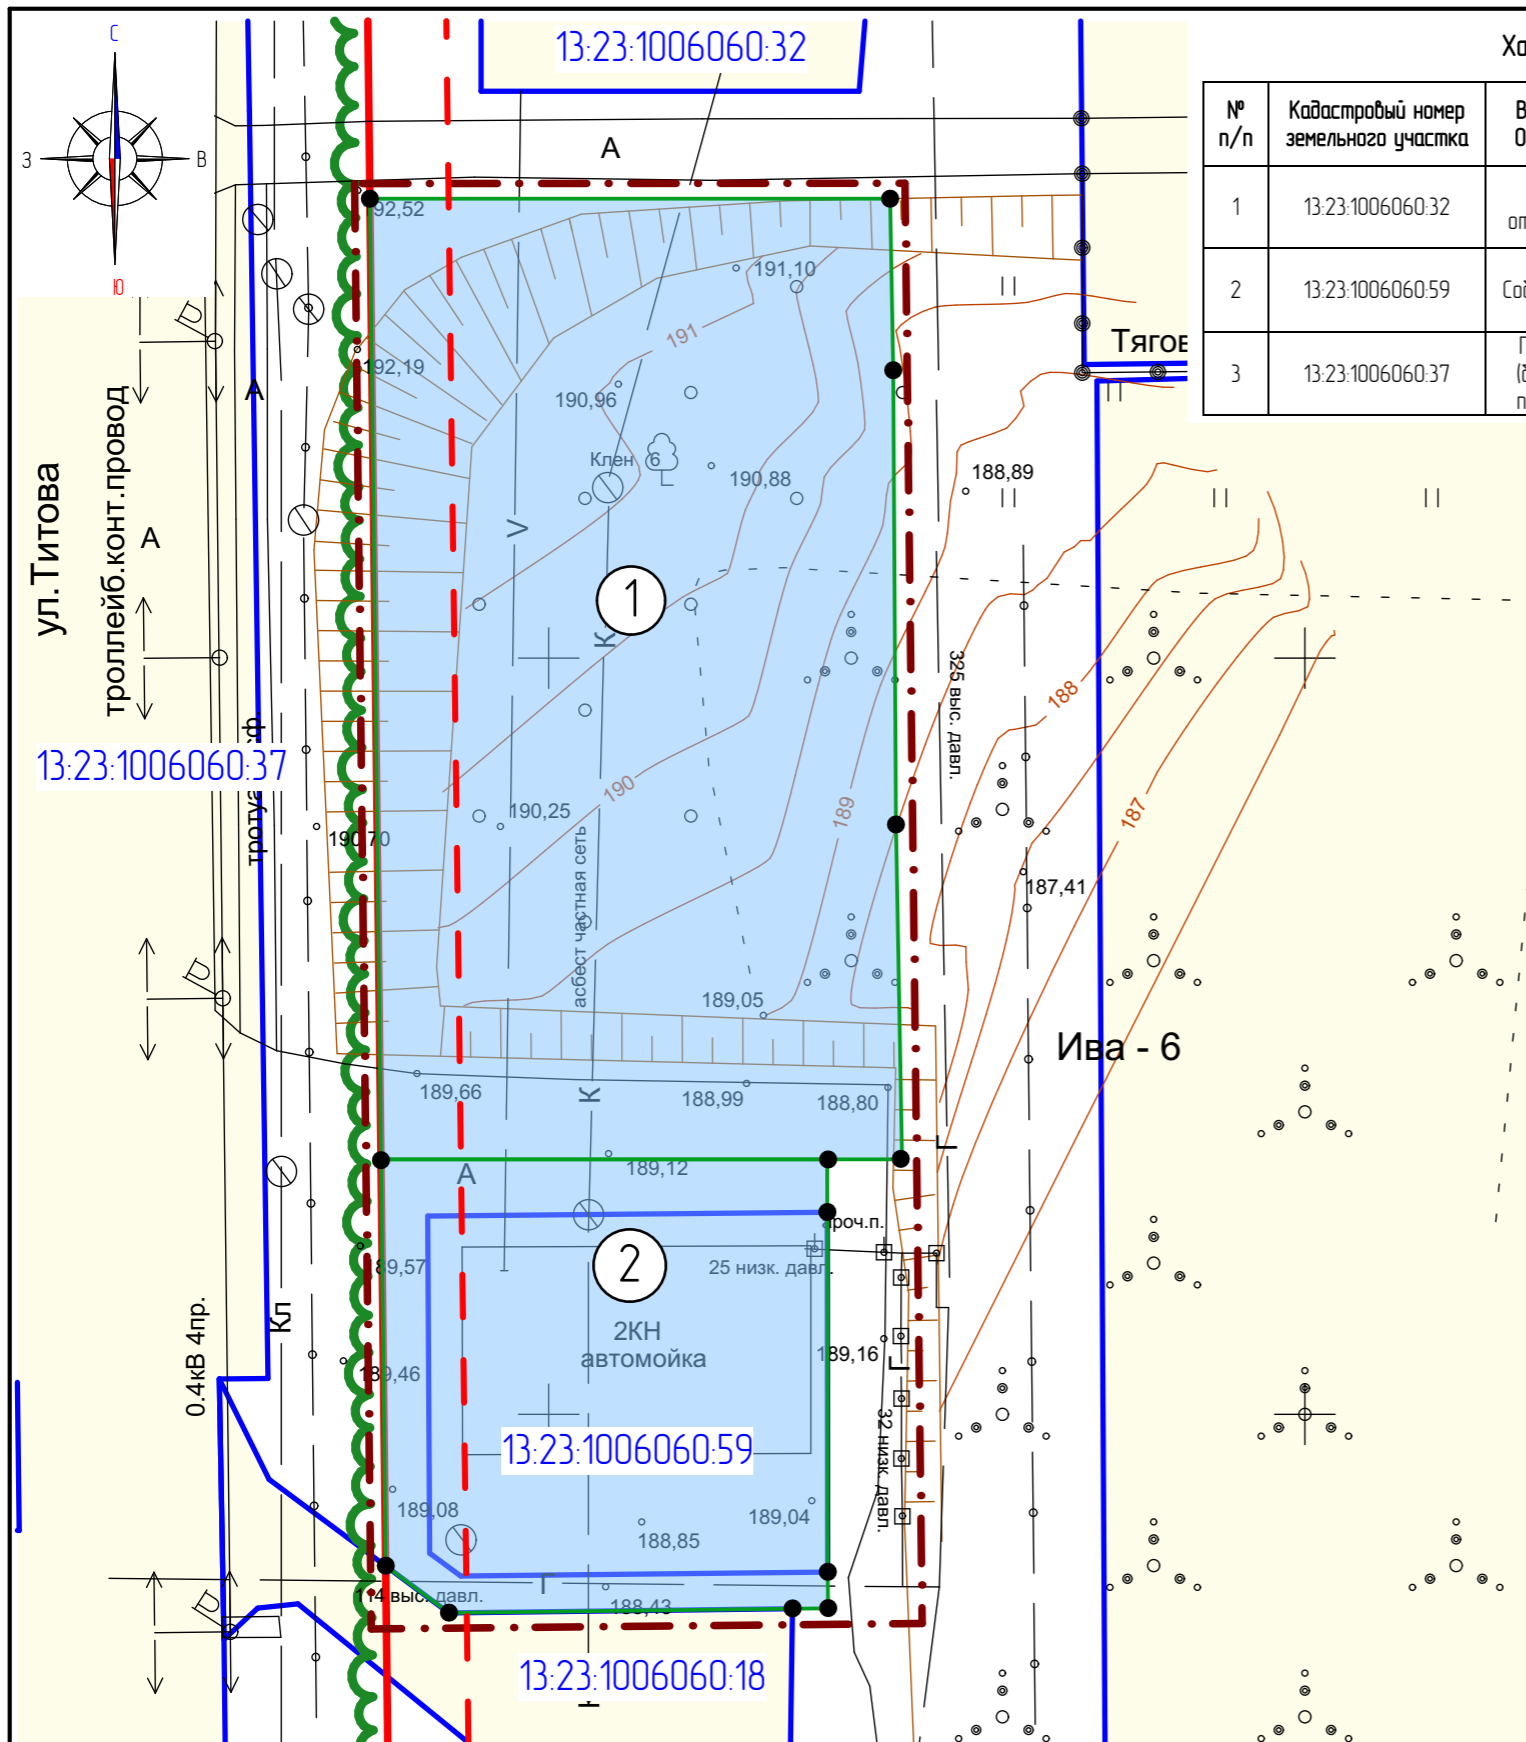 С
З
В
Ю
13:23:1006060:32
№
п/п
Кадастровый номер
земельного участка
1
13:23:1006060:32
2
13:23:1006060:59
3
13:23:1006060:37
А
92,52
191,10
191
192,19
190,96
Клен
6
190,88
188,89
А
А
ул.Титова
троллейб.конт.провод
V
К
1
325 выс. давл.
188
13:23:1006060:37
190,70
190,25
190
189
187
187,41
асбест частная сеть
189,05
Ива - 6
189,66
К
188,99
188,80
Г
А
189,12
проч.п.
89,57
2
25 низк. давл.
Кл
2КН
автомойка
0.4кВ 4пр.
189,46
189,16
Г
32 низк. давл.
13:23:1006060:59
189,08
189,04
188,85
Г
114 выс. давл.
188,43
13:23:1006060:18